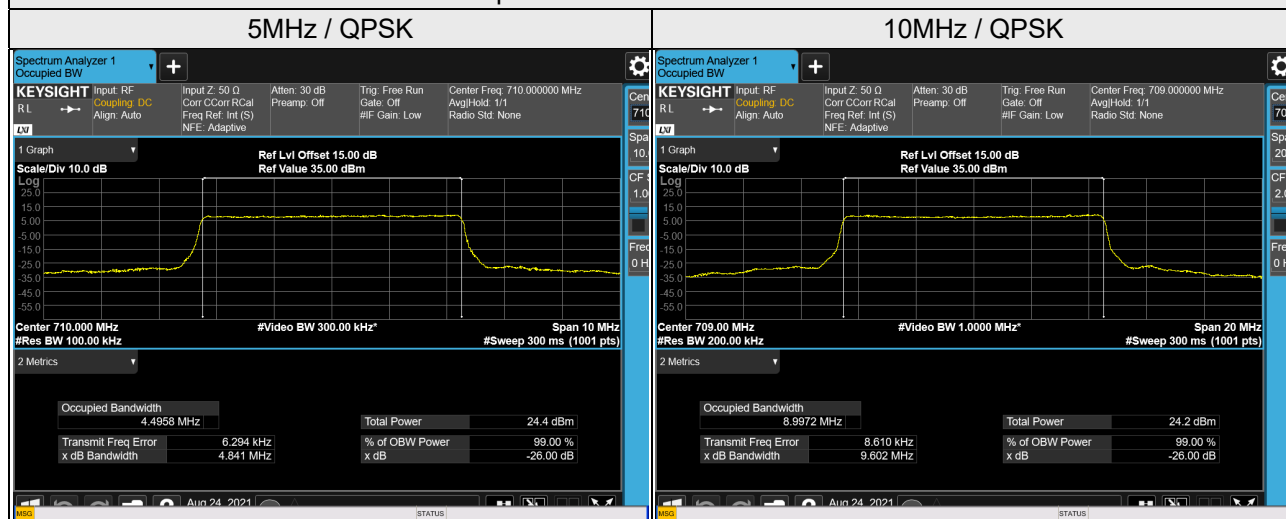 5MHz / QPSK
10MHz / QPSK
Spectrum Analyzer 1
Occupied BW
+
KEYSIGHT
RL
LXI
Input: RF
Coupling: DC
Align: Auto
Input Z: 50 Ω
Corr CCorr RCal
Freq Ref: Int (S)
NFE: Adaptive
Atten: 30 dB
Preamp: Off
Trig: Free Run
Gate: Off
#IF Gain: Low
Center Freq: 710.000000 MHz
Avg|Hold: 1/1
Radio Std: None
1 Graph
Scale/Div 10.0 dB
Ref Lvl Offset 15.00 dB
Ref Value 35.00 dBm
Log
25.0
15.0
5.00
-5.00
-15.0
-25.0
-35.0
-45.0
-55.0
Center 710.000 MHz
#Res BW 100.00 kHz
#Video BW 300.00 kHz*
Span 10 MHz
#Sweep 300 ms (1001 pts)
2 Metrics
Occupied Bandwidth
4.4958 MHz
Transmit Freq Error 6.294 kHz
x dB Bandwidth 4.841 MHz
Total Power 24.4 dBm
% of OBW Power 99.00 %
x dB -26.00 dB
Aug 24, 2021
MSG
STATUS
Spectrum Analyzer 1
Occupied BW
+
KEYSIGHT
RL
LXI
Input: RF
Coupling: DC
Align: Auto
Input Z: 50 Ω
Corr CCorr RCal
Freq Ref: Int (S)
NFE: Adaptive
Atten: 30 dB
Preamp: Off
Trig: Free Run
Gate: Off
#IF Gain: Low
Center Freq: 709.000000 MHz
Avg|Hold: 1/1
Radio Std: None
1 Graph
Scale/Div 10.0 dB
Ref Lvl Offset 15.00 dB
Ref Value 35.00 dBm
Log
25.0
15.0
5.00
-5.00
-15.0
-25.0
-35.0
-45.0
-55.0
Center 709.00 MHz
#Res BW 200.00 kHz
#Video BW 1.0000 MHz*
Span 20 MHz
#Sweep 300 ms (1001 pts)
2 Metrics
Occupied Bandwidth
8.9972 MHz
Transmit Freq Error 8.610 kHz
x dB Bandwidth 9.602 MHz
Total Power 24.2 dBm
% of OBW Power 99.00 %
x dB -26.00 dB
Aug 24, 2021
MSG
STATUS